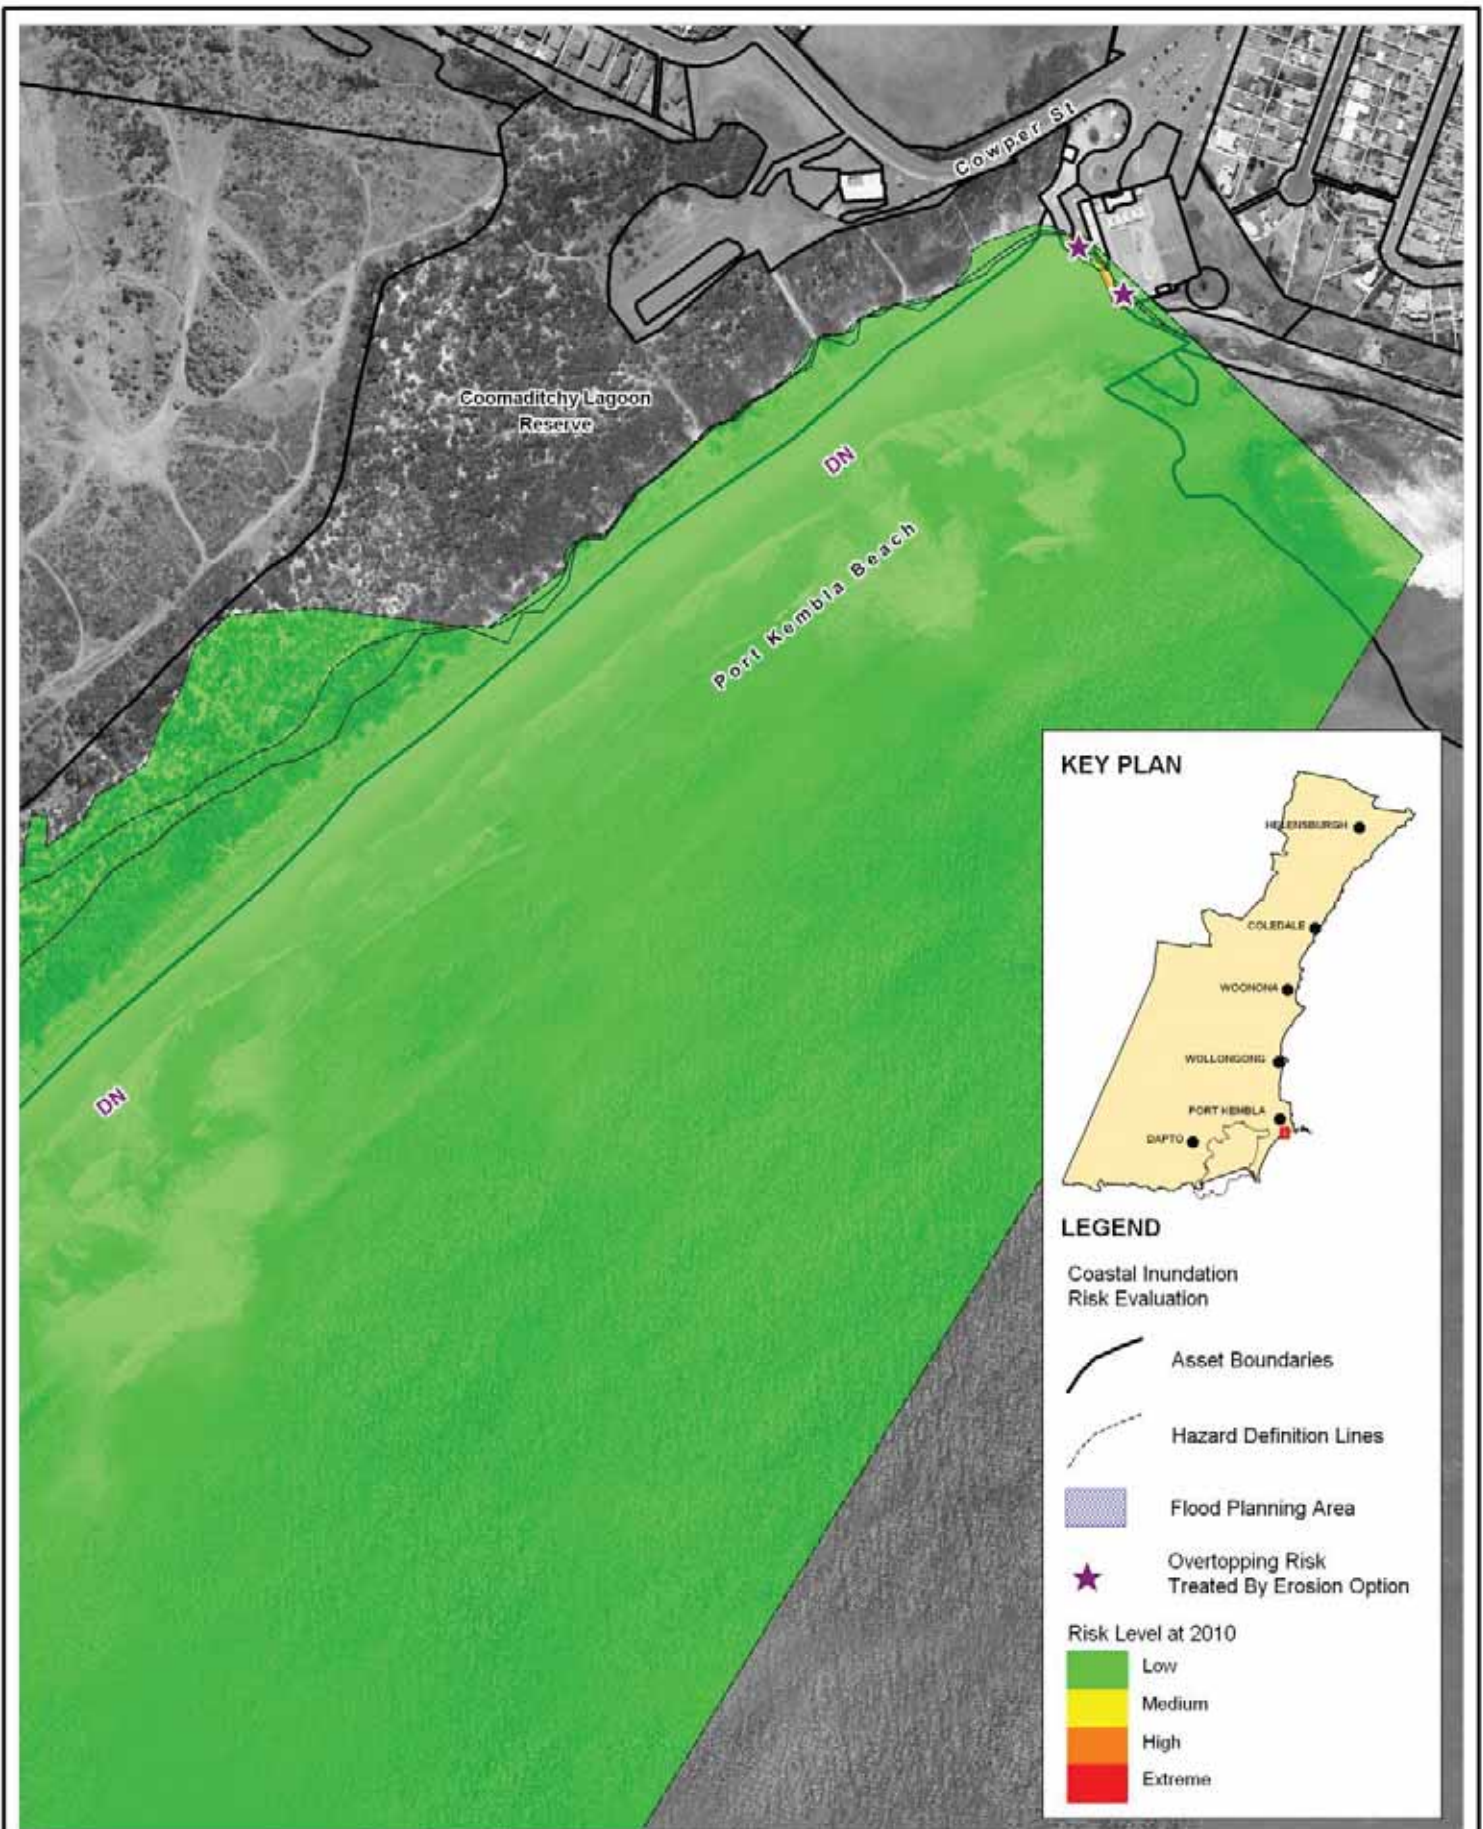 Cowper St
Coomaditchy Lagoon
Reserve
DN
Port Kembla Beach
DN
KEY PLAN
HELENSBURGH
COLEDALE
WOONONA
WOLLONGONG
PORT KEMBLA
DAPTO
LEGEND
Coastal Inundation
Risk Evaluation
Asset Boundaries
Hazard Definition Lines
Flood Planning Area
Overtopping Risk
Treated By Erosion Option
Risk Level at 2010
Low
Medium
High
Extreme